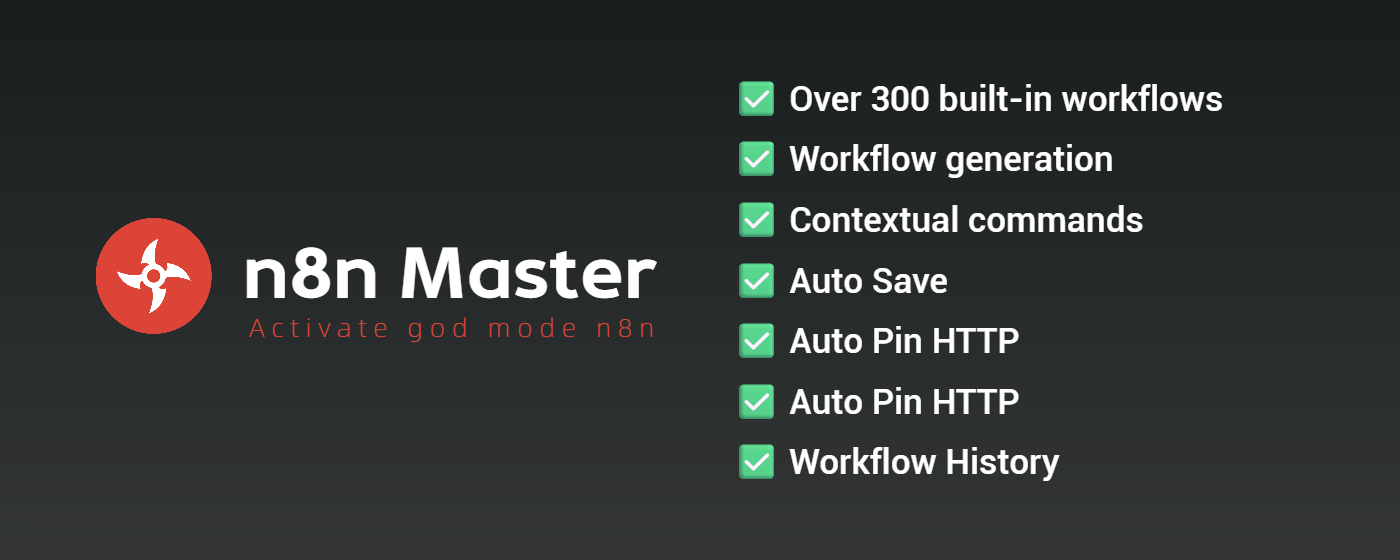 n8n Master
Activate god mode n8n
Over 300 built-in workflows
Workflow generation
Contextual commands
Auto Save
Auto Pin HTTP
Auto Pin HTTP
Workflow History